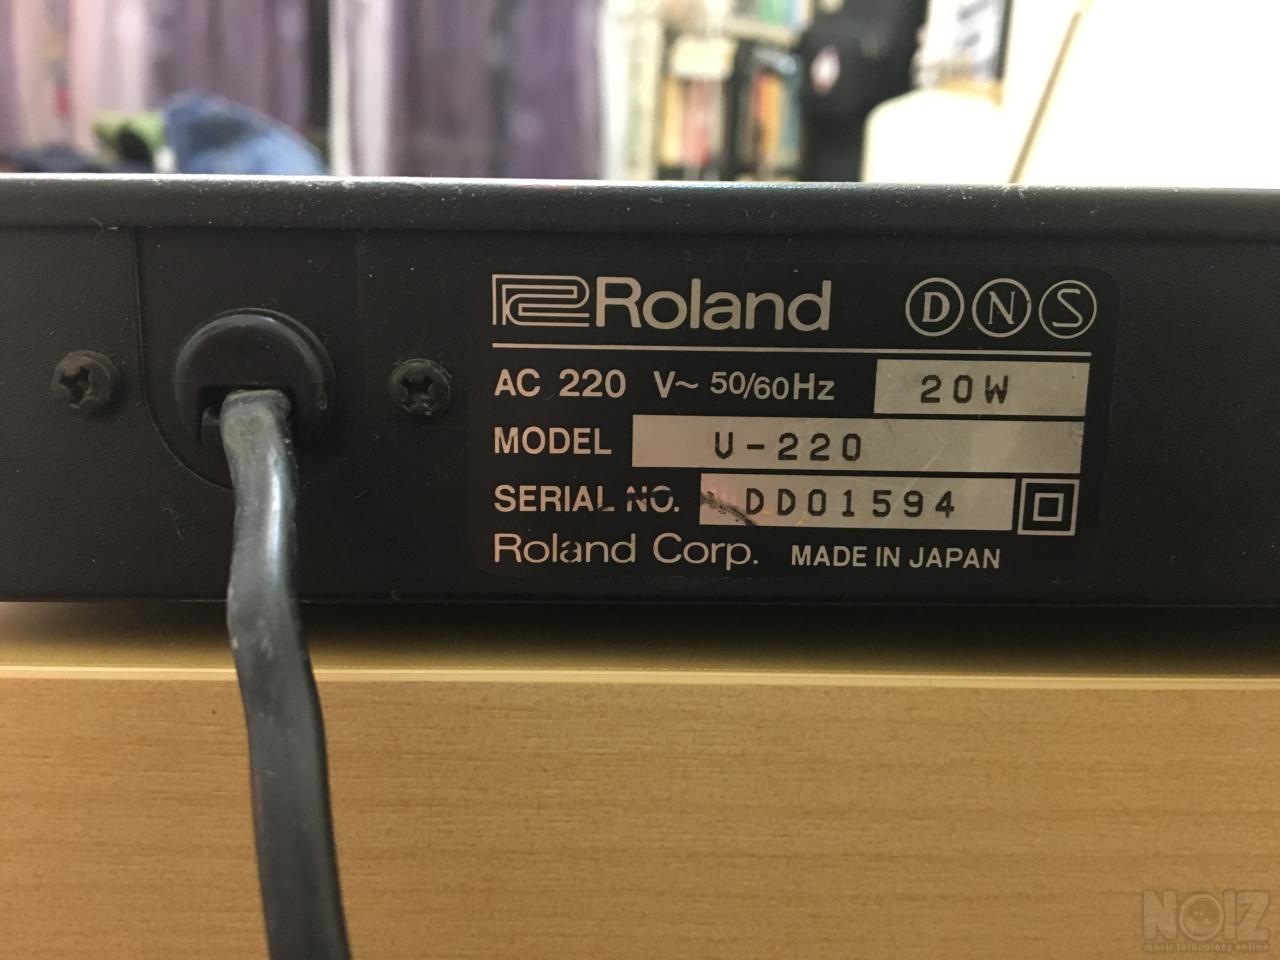 Roland D N S
AC 220 V~ 50/60Hz 20W
MODEL U-220
SERIAL NO. DD01594
Roland Corp. MADE IN JAPAN
NOIZ
music technology online